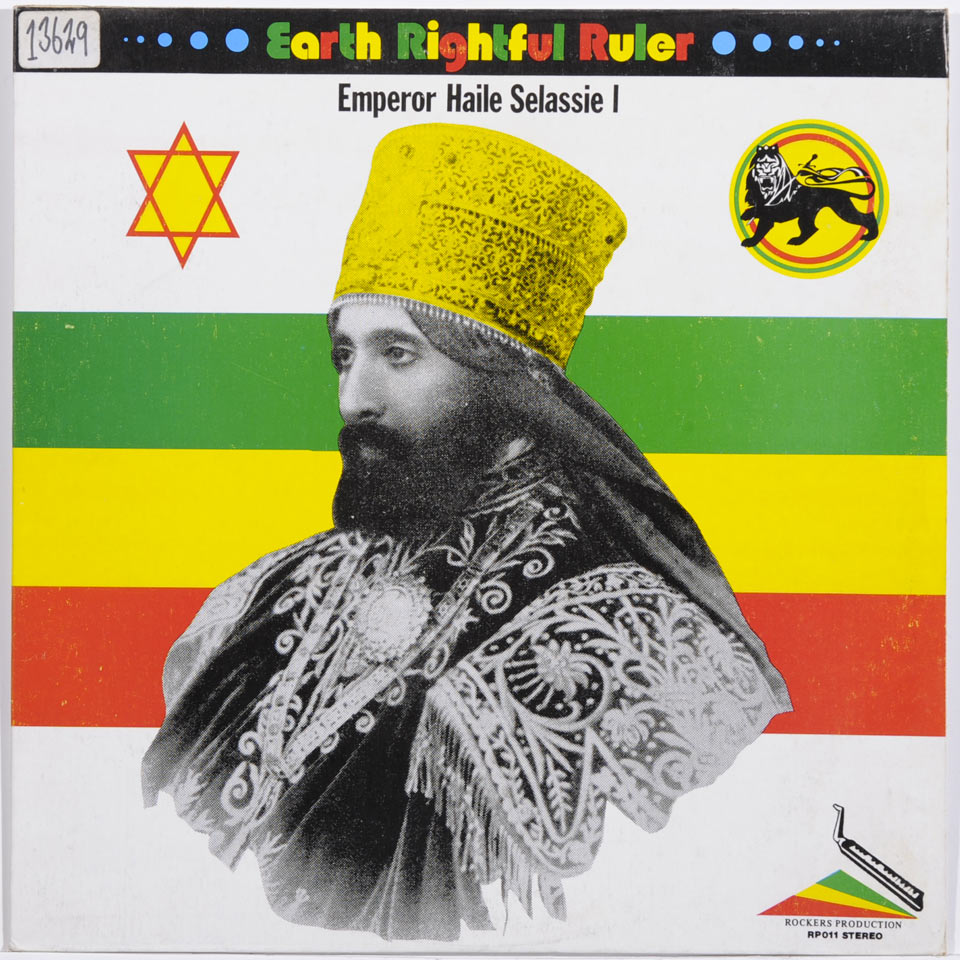 13629
Earth Rightful Ruler
Emperor Haile Selassie I
ROCKERS PRODUCTION
RP011 STEREO